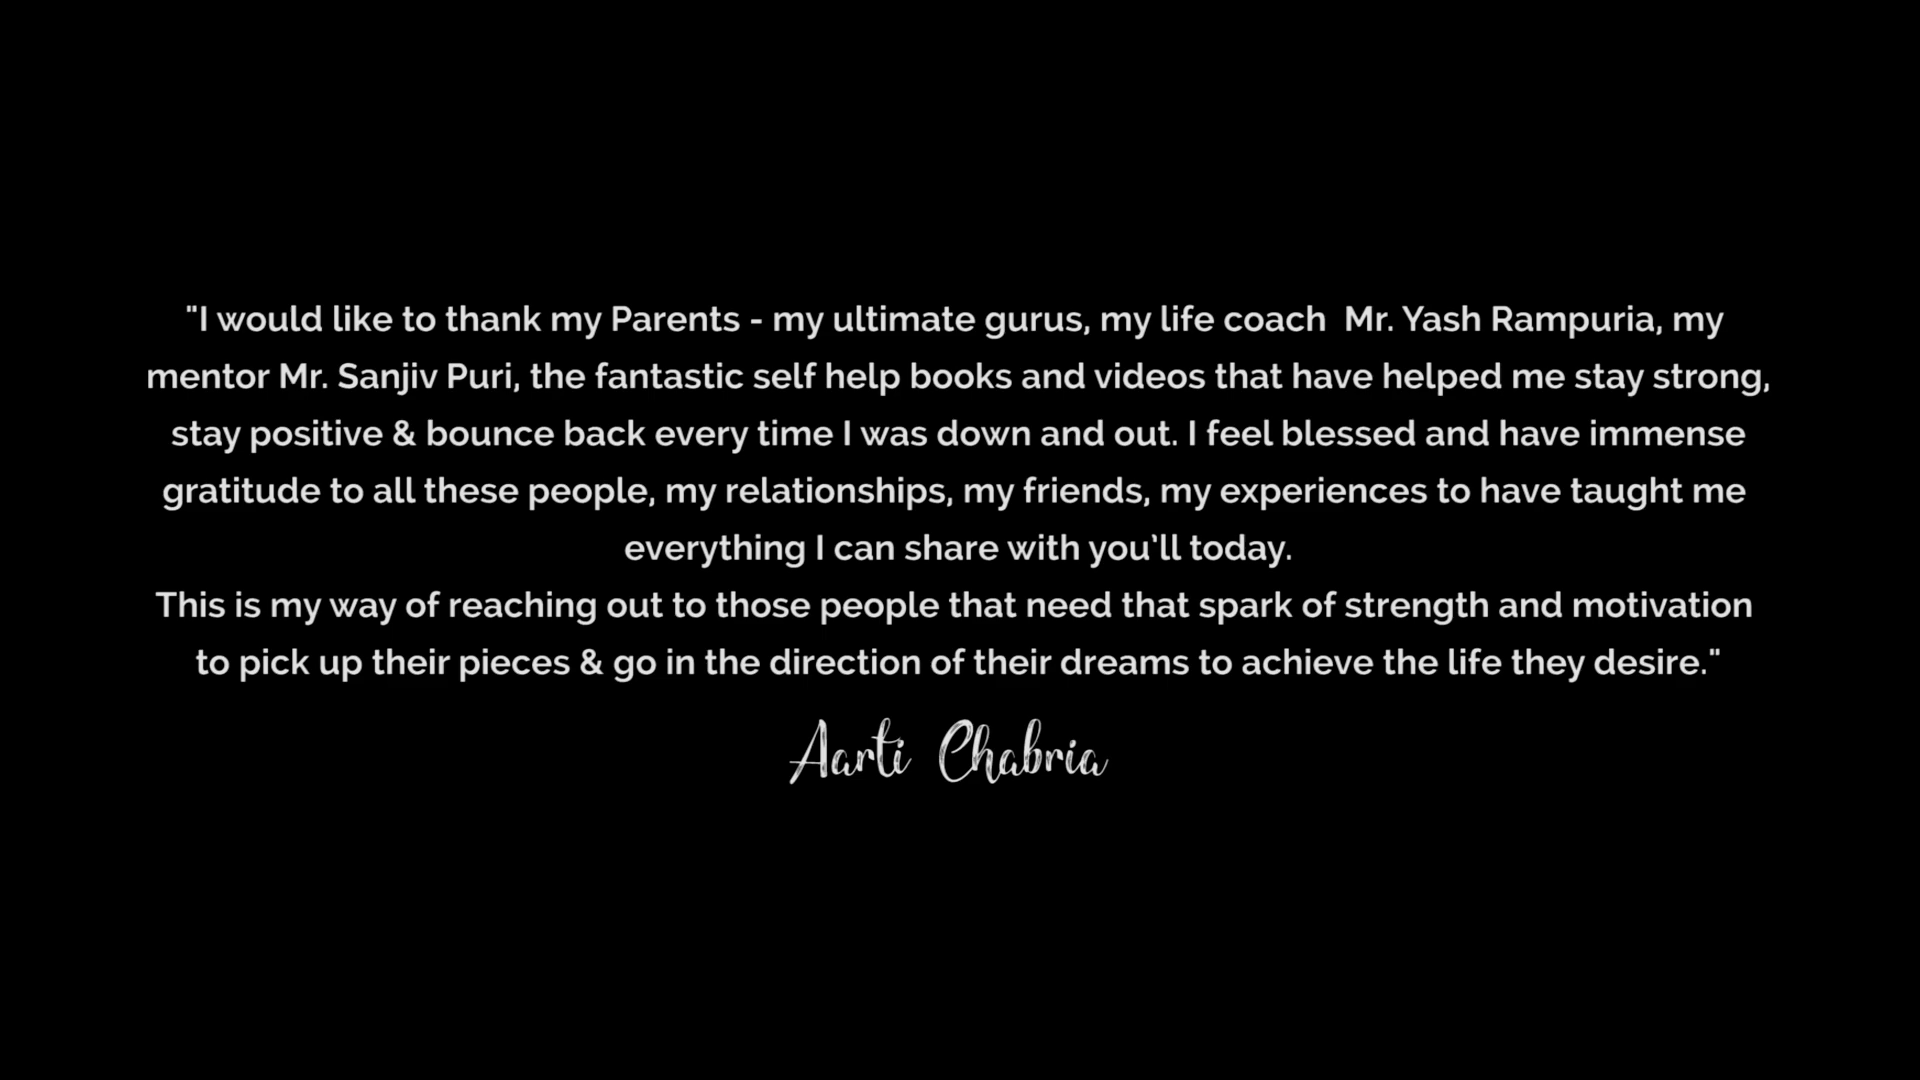 "I would like to thank my Parents - my ultimate gurus, my life coach  Mr. Yash Rampuria, my
mentor Mr. Sanjiv Puri, the fantastic self help books and videos that have helped me stay strong,
stay positive & bounce back every time I was down and out. I feel blessed and have immense
gratitude to all these people, my relationships, my friends, my experiences to have taught me
everything I can share with you’ll today.
This is my way of reaching out to those people that need that spark of strength and motivation
to pick up their pieces & go in the direction of their dreams to achieve the life they desire."
Aarti Chabria